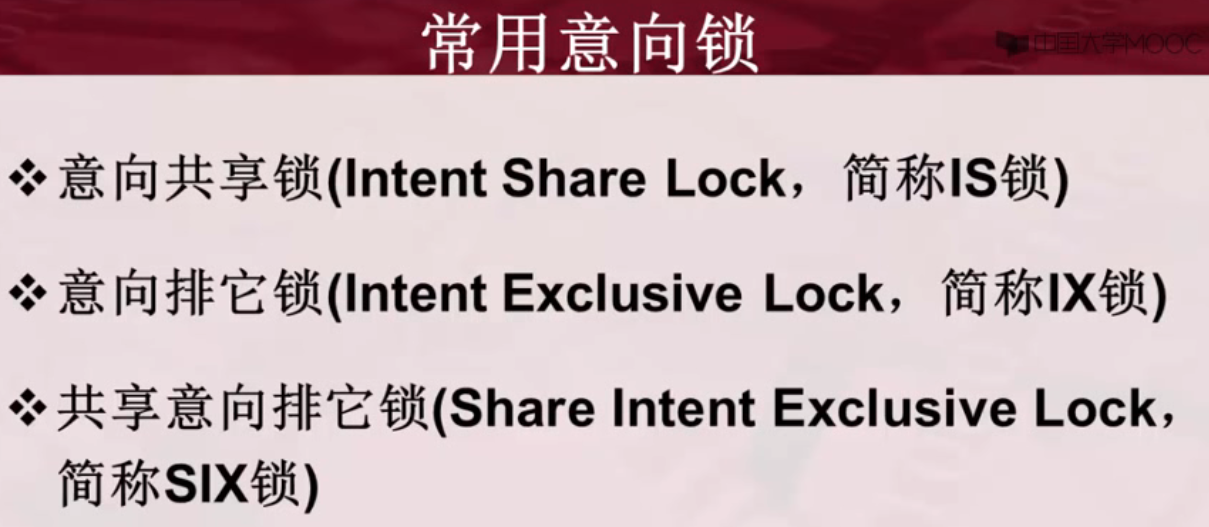 常用意向锁
中国大学MOOC
❖意向共享锁(Intent Share Lock，简称IS锁)
❖意向排它锁(Intent Exclusive Lock，简称IX锁)
❖共享意向排它锁(Share Intent Exclusive Lock，
简称SIX锁)